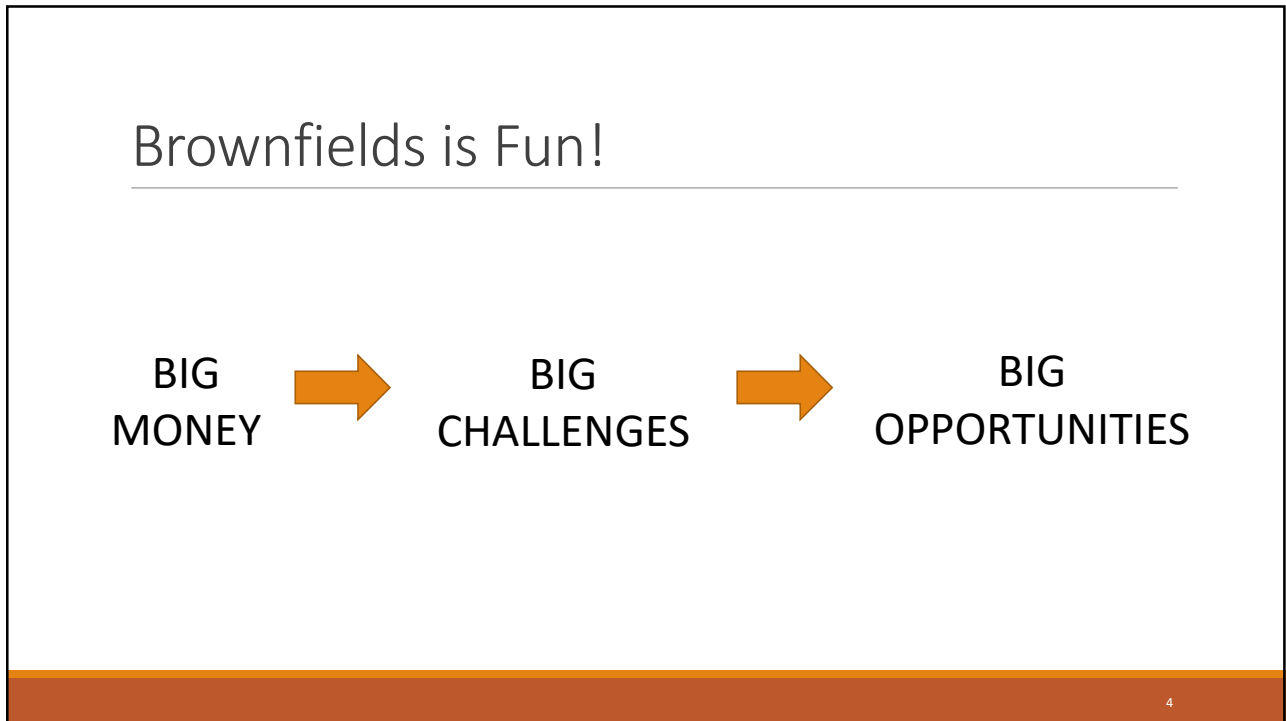 Brownfields is Fun!
BIG
MONEY
BIG
CHALLENGES
BIG
OPPORTUNITIES
4